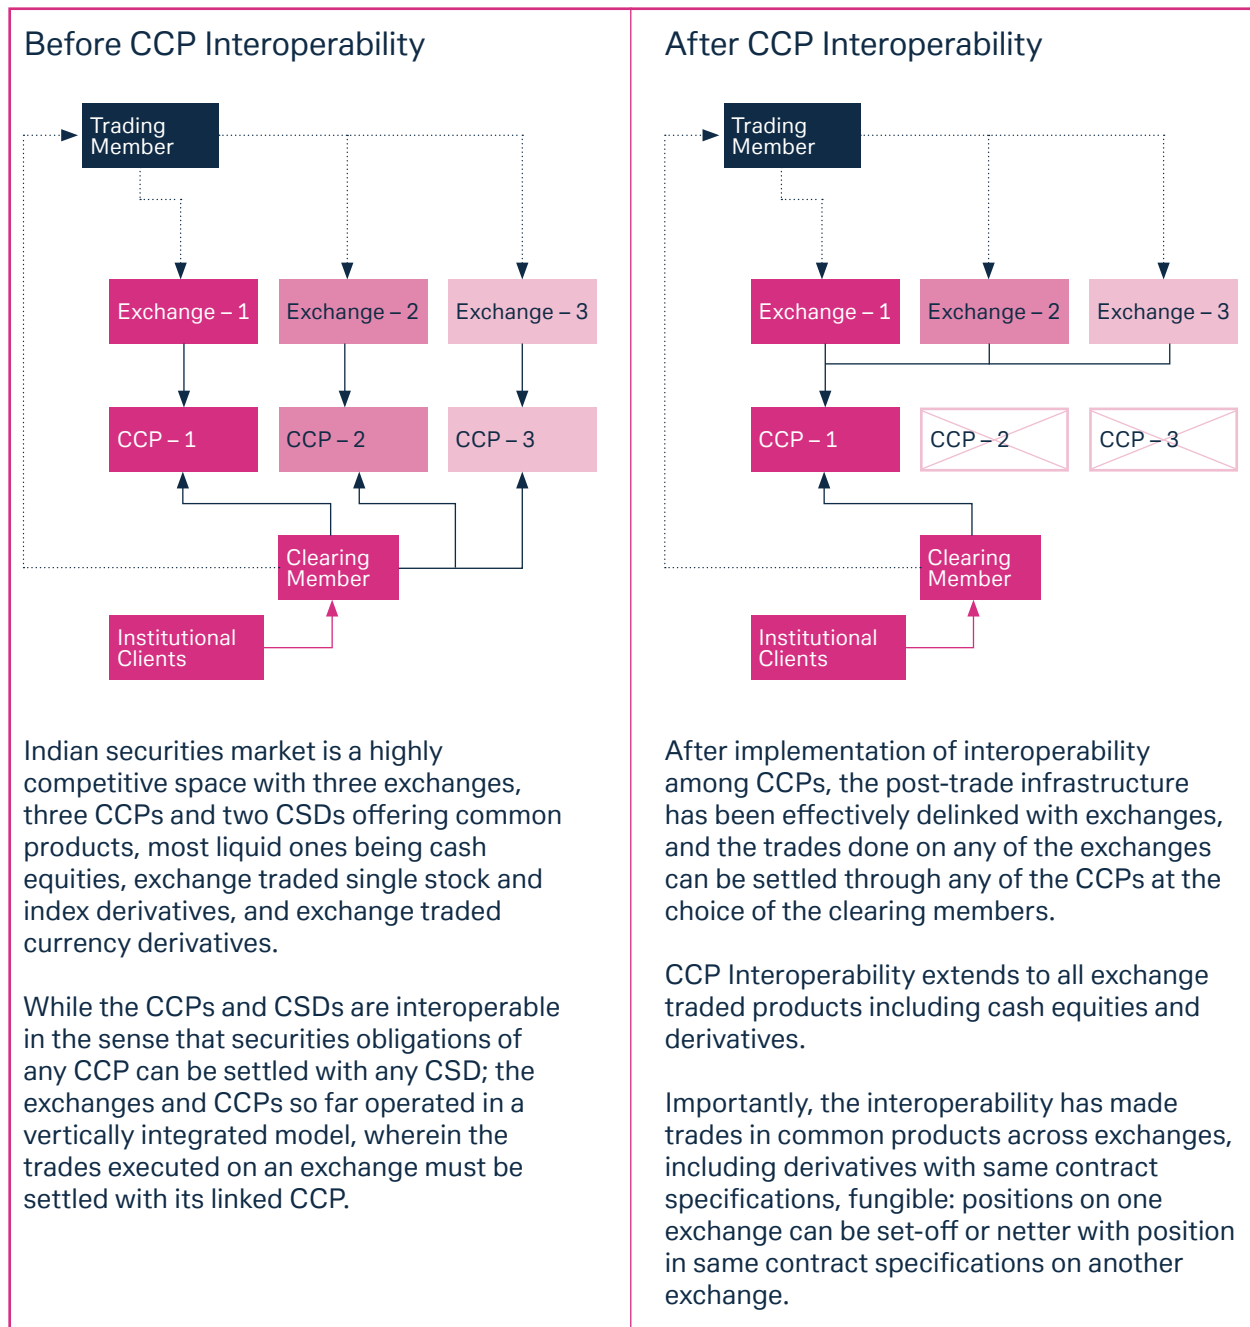 Before CCP Interoperability
Trading
Member
Exchange – 1
Exchange – 2
Exchange – 3
CCP – 1
CCP – 2
CCP – 3
Clearing
Member
Institutional
Clients
Indian securities market is a highly
competitive space with three exchanges,
three CCPs and two CSDs offering common
products, most liquid ones being cash
equities, exchange traded single stock and
index derivatives, and exchange traded
currency derivatives.
While the CCPs and CSDs are interoperable
in the sense that securities obligations of
any CCP can be settled with any CSD; the
exchanges and CCPs so far operated in a
vertically integrated model, wherein the
trades executed on an exchange must be
settled with its linked CCP.
After CCP Interoperability
Trading
Member
Exchange – 1
Exchange – 2
Exchange – 3
CCP – 1
CCP – 2
CCP – 3
Clearing
Member
Institutional
Clients
After implementation of interoperability
among CCPs, the post-trade infrastructure
has been effectively delinked with exchanges,
and the trades done on any of the exchanges
can be settled through any of the CCPs at the
choice of the clearing members.
CCP Interoperability extends to all exchange
traded products including cash equities and
derivatives.
Importantly, the interoperability has made
trades in common products across exchanges,
including derivatives with same contract
specifications, fungible: positions on one
exchange can be set-off or netter with position
in same contract specifications on another
exchange.